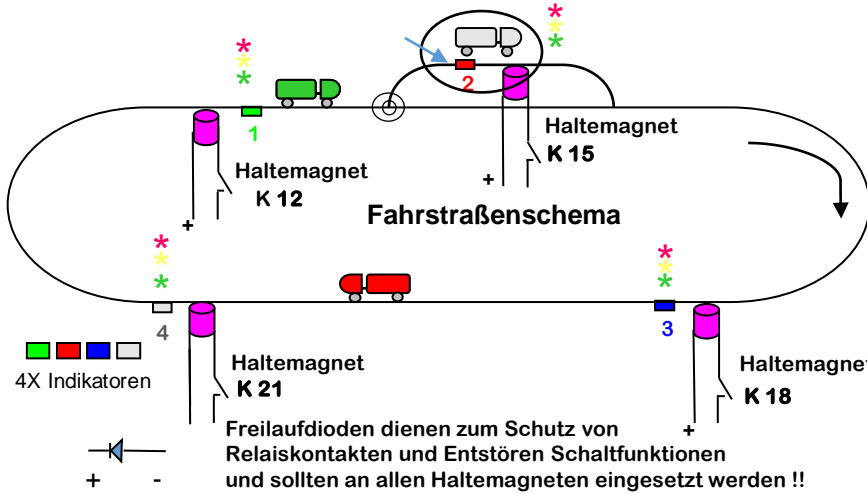 2
1
Haltemagnet
K 15
Haltemagnet
K 12
+
+
Fahrstraßenschema
4
3
4X Indikatoren
Haltemagnet
K 21
Haltemagnet
K 18
+
Freilaufdioden dienen zum Schutz von
Relaiskontakten und Entstören Schaltfunktionen
und sollten an allen Haltemagneten eingesetzt werden !!
+ -